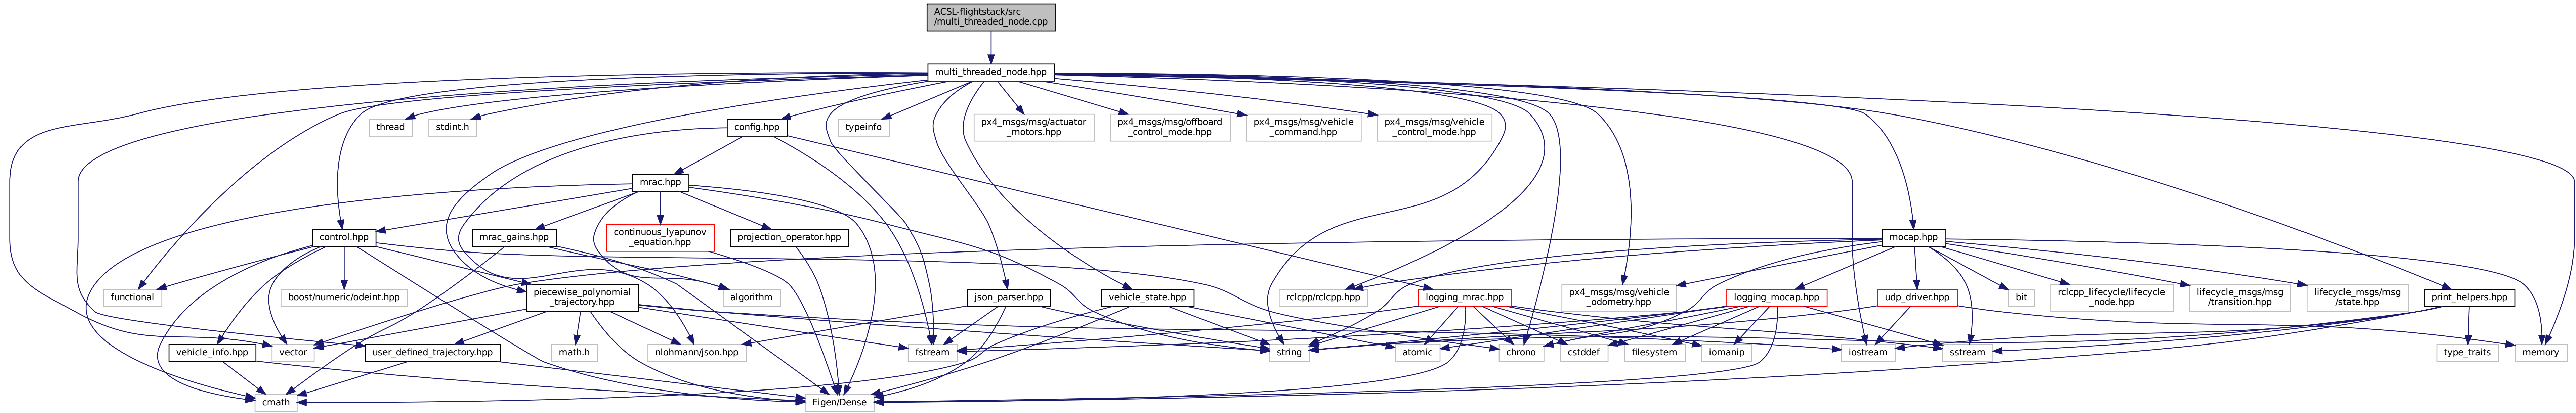 ACSL-flightstack/src
/multi_threaded_node.cpp
multi_threaded_node.hpp
thread
stdint.h
config.hpp
typeinfo
px4_msgs/msg/actuator
_motors.hpp
px4_msgs/msg/offboard
_control_mode.hpp
px4_msgs/msg/vehicle
_command.hpp
px4_msgs/msg/vehicle
_control_mode.hpp
mrac.hpp
control.hpp
mrac_gains.hpp
continuous_lyapunov
_equation.hpp
projection_operator.hpp
mocap.hpp
functional
boost/numeric/odeint.hpp
piecewise_polynomial
_trajectory.hpp
algorithm
json_parser.hpp
vehicle_state.hpp
rclcpp/rclcpp.hpp
logging_mrac.hpp
px4_msgs/msg/vehicle
_odometry.hpp
logging_mocap.hpp
udp_driver.hpp
bit
rclcpp_lifecycle/lifecycle
_node.hpp
lifecycle_msgs/msg
/transition.hpp
lifecycle_msgs/msg
/state.hpp
print_helpers.hpp
vehicle_info.hpp
vector
user_defined_trajectory.hpp
math.h
nlohmann/json.hpp
fstream
string
atomic
chrono
cstddef
filesystem
iomanip
iostream
sstream
type_traits
memory
cmath
Eigen/Dense